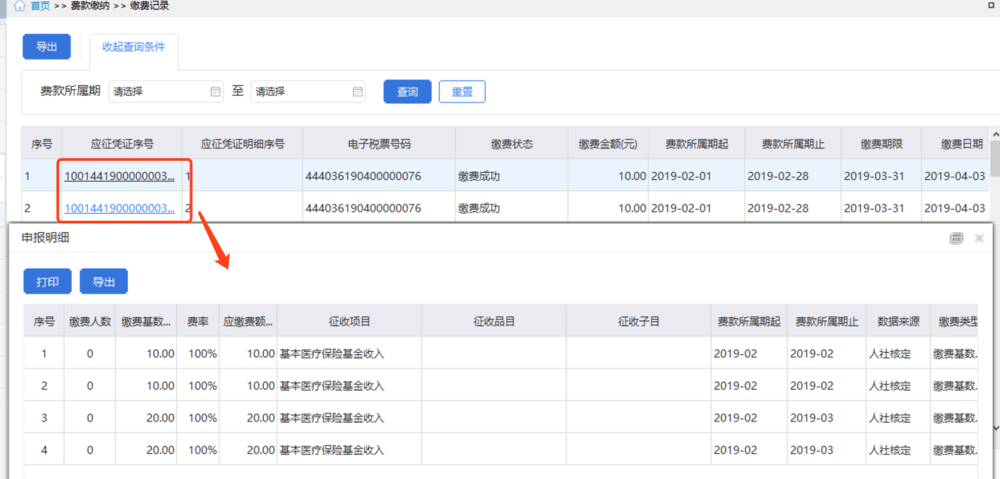 首页 >> 费款缴纳 >> 缴费记录
导出 收起查询条件
费款所属期 请选择 至 请选择 查询 重置
序号 应征凭证序号 应征凭证明细序号 电子税票号码 缴费状态 缴费金额(元) 费款所属期起 费款所属期止 缴费期限 缴费日期
1 1001441900000003... 1 444036190400000076 缴费成功 10.00 2019-02-01 2019-02-28 2019-03-31 2019-04-03
2 1001441900000003... 2 444036190400000076 缴费成功 10.00 2019-02-01 2019-02-28 2019-03-31 2019-04-03
申报明细
打印 导出
序号 缴费人数 缴费基数... 费率 应缴费额... 征收项目 征收品目 征收子目 费款所属期起 费款所属期止 数据来源 缴费类型
1 0 10.00 100% 10.00 基本医疗保险基金收入 2019-02 2019-02 人社核定 缴费基数.
2 0 10.00 100% 10.00 基本医疗保险基金收入 2019-02 2019-02 人社核定 缴费基数.
3 0 20.00 100% 20.00 基本医疗保险基金收入 2019-02 2019-03 人社核定 缴费基数.
4 0 20.00 100% 20.00 基本医疗保险基金收入 2019-02 2019-03 人社核定 缴费基数.